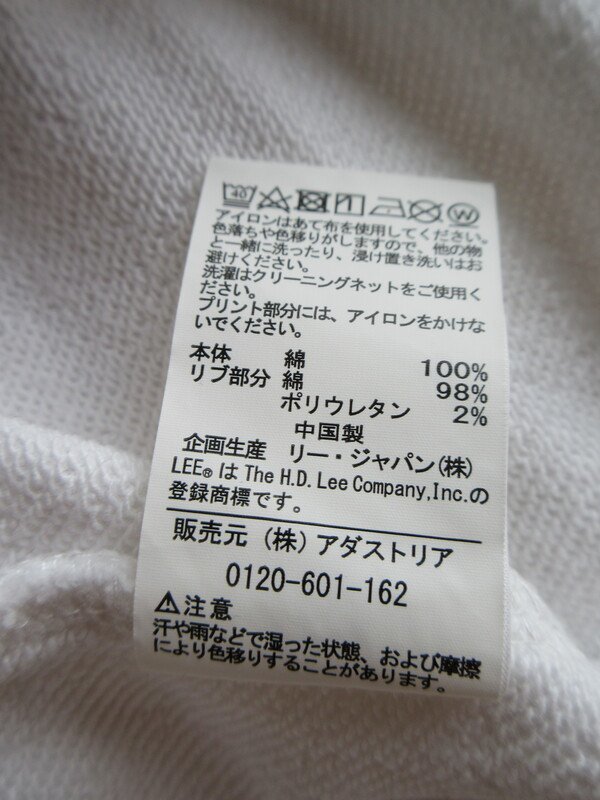 40 W
アイロンはあて布を使用してください。
色落ちや色移りがしますので、他の物
と一緒に洗ったり、浸け置き洗いはお
避けください。
洗濯はクリーニングネットをご使用く
ださい。
プリント部分には、アイロンをかけな
いでください。
本体 綿 100%
リブ部分 綿 98%
ポリウレタン 2%
中国製
企画生産 リー・ジャパン(株)
LEE® は The H.D. Lee Company,Inc.の
登録商標です。
販売元 (株) アダストリア
0120-601-162
⚠注意
汗や雨などで湿った状態、および摩擦
により色移りすることがあります。